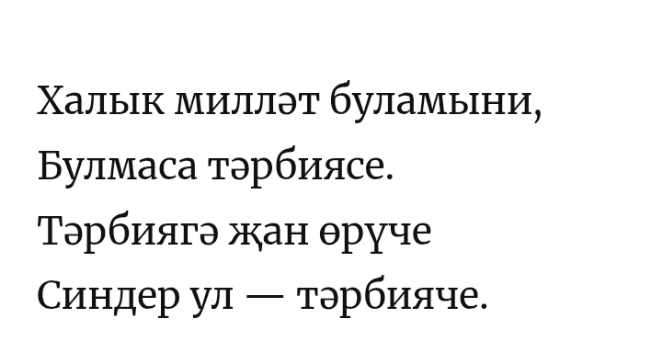 Халык милләт буламыни,
Булмаса тәрбиясе.
Тәрбиягә җан өрүче
Синдер ул — тәрбияче.